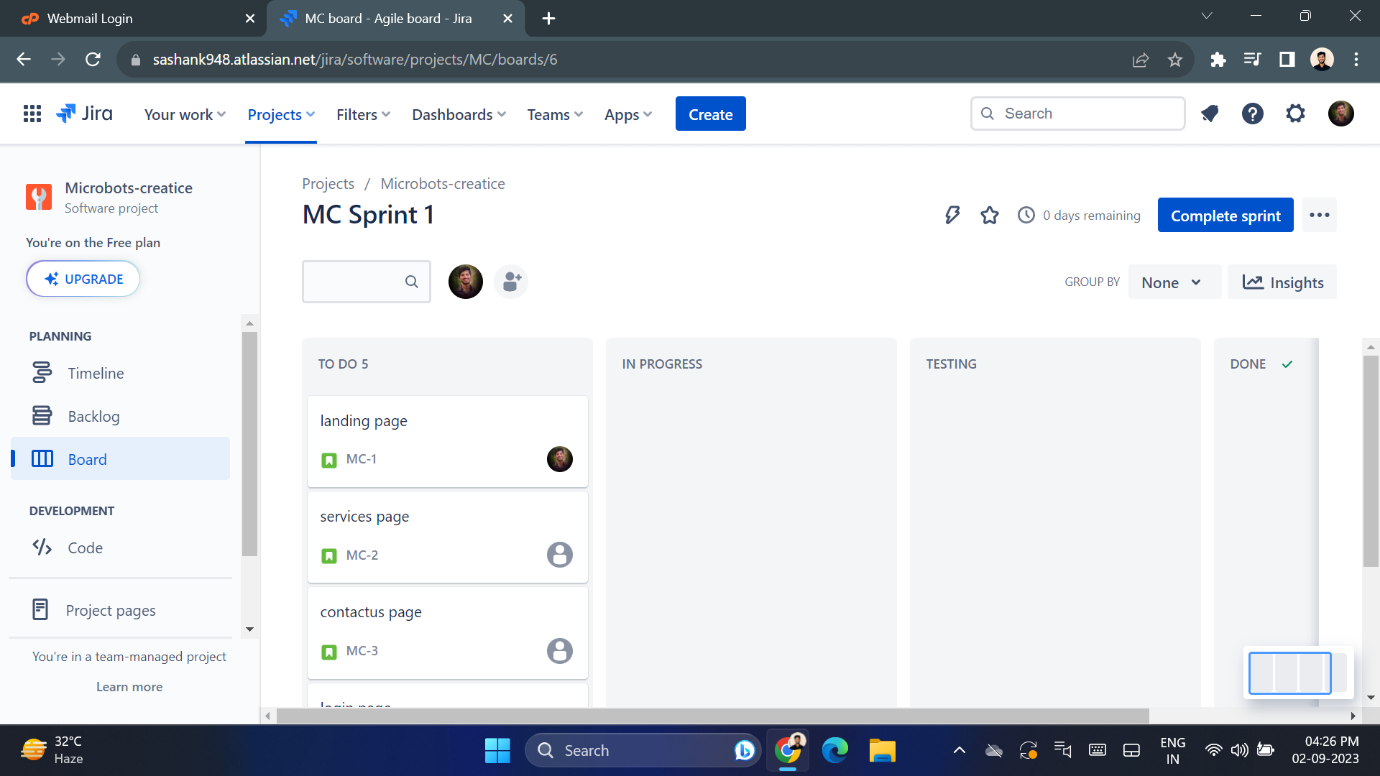 Webmail Login
MC board - Agile board - Jira
sashank948.atlassian.net/jira/software/projects/MC/boards/6
Jira
Your work
Projects
Filters
Dashboards
Teams
Apps
Create
Search
Microbots-creatice
Software project
You're on the Free plan
UPGRADE
PLANNING
Timeline
Backlog
Board
DEVELOPMENT
Code
Project pages
You're in a team-managed project
Learn more
Projects / Microbots-creatice
MC Sprint 1
0 days remaining
Complete sprint
GROUP BY
None
Insights
TO DO 5
landing page
MC-1
services page
MC-2
contactus page
MC-3
login page
IN PROGRESS
TESTING
DONE
32°C
Haze
Search
ENG
IN
04:26 PM
02-09-2023